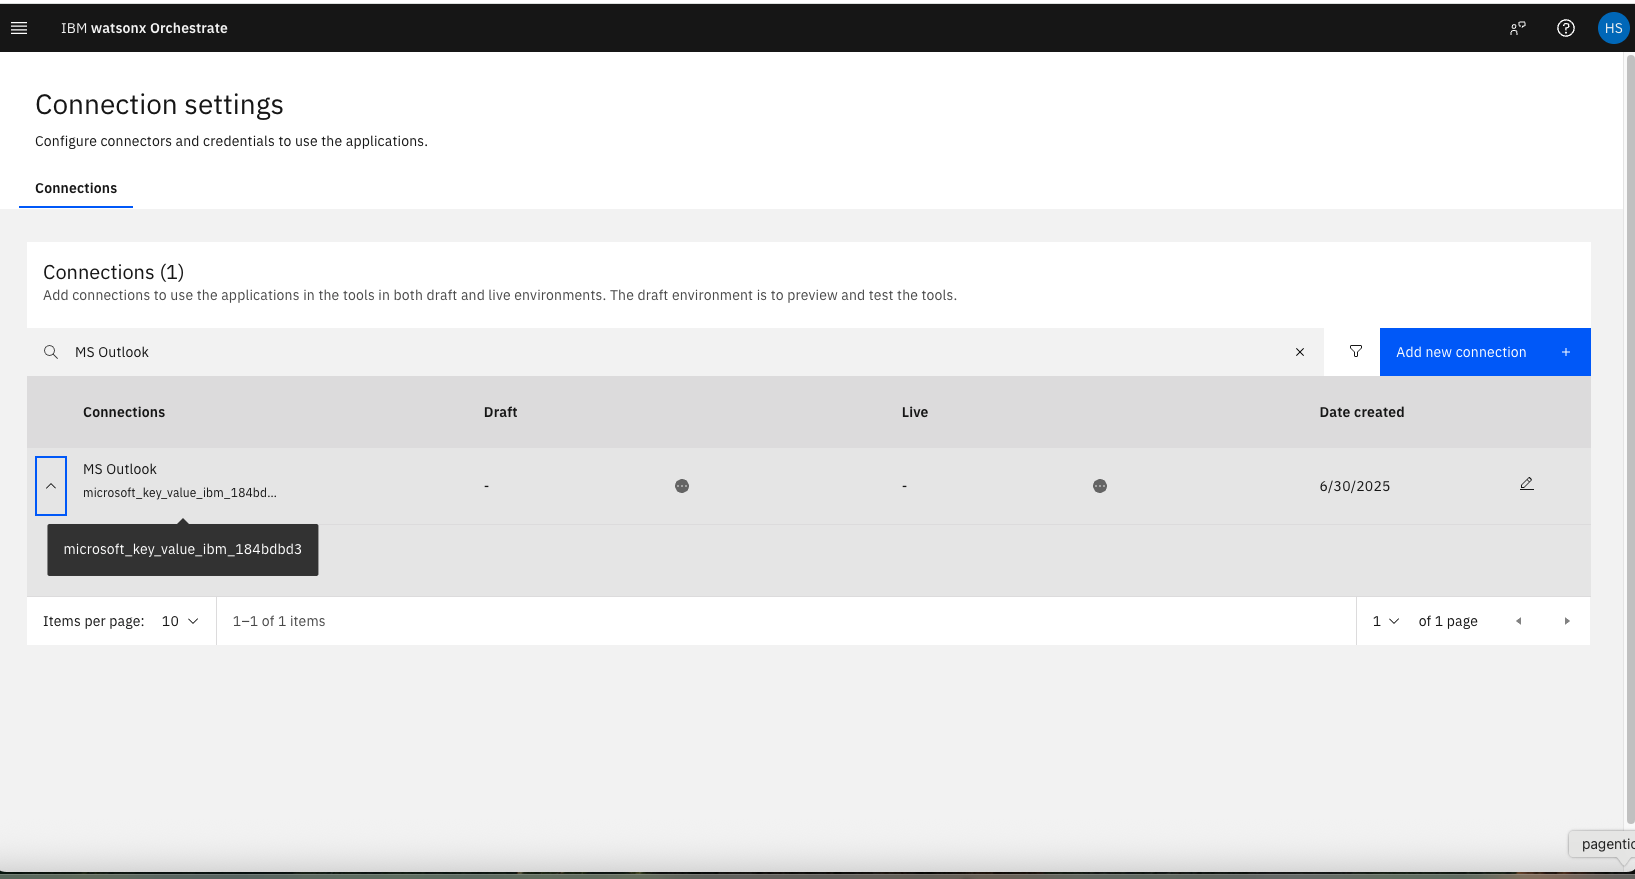 IBM watsonx Orchestrate
HS
Connection settings
Configure connectors and credentials to use the applications.
Connections
Connections (1)
Add connections to use the applications in the tools in both draft and live environments. The draft environment is to preview and test the tools.
MS Outlook
Add new connection +
Connections Draft Live Date created
MS Outlook
microsoft_key_value_ibm_184bd...
- - 6/30/2025
microsoft_key_value_ibm_184bdbd3
Items per page: 10 1–1 of 1 items 1 of 1 page